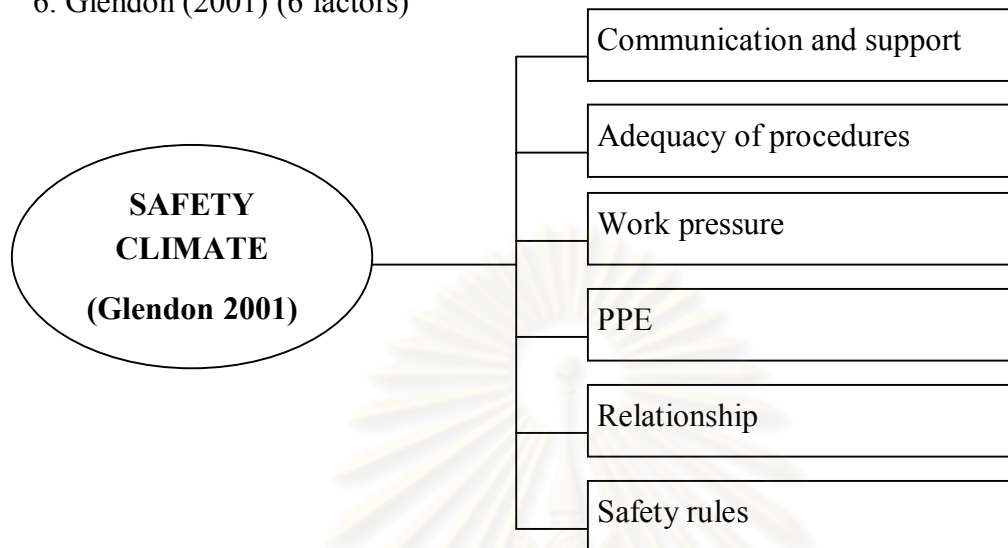 6. Glendon (2001) (6 factors)
SAFETY
CLIMATE
(Glendon 2001)
Communication and support
Adequacy of procedures
Work pressure
PPE
Relationship
Safety rules